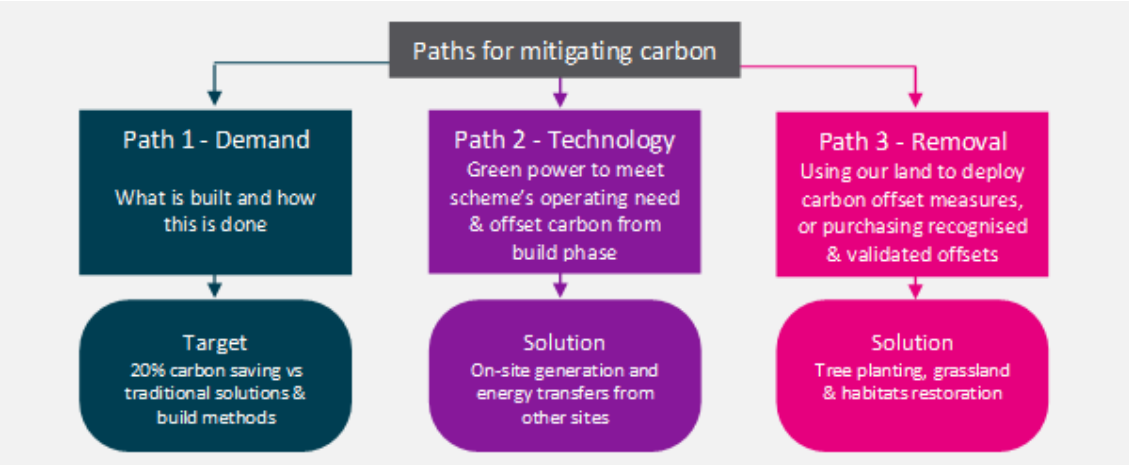 Paths for mitigating carbon
Path 1 - Demand
What is built and how
this is done
Path 2 - Technology
Green power to meet
scheme's operating need
& offset carbon from
build phase
Path 3 - Removal
Using our land to deploy
carbon offset measures,
or purchasing recognised
& validated offsets
Target
20% carbon saving vs
traditional solutions &
build methods
Solution
On-site generation and
energy transfers from
other sites
Solution
Tree planting, grassland
& habitats restoration